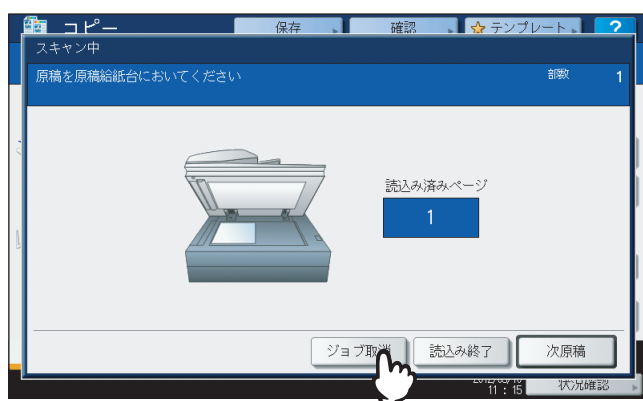 コピー
保存
確認
テンプレート
?
スキャン中
原稿を原稿給紙台においてください
部数 1
読込み済みページ
1
ジョブ取消
読込み終了
次原稿
11 : 15
状況確認